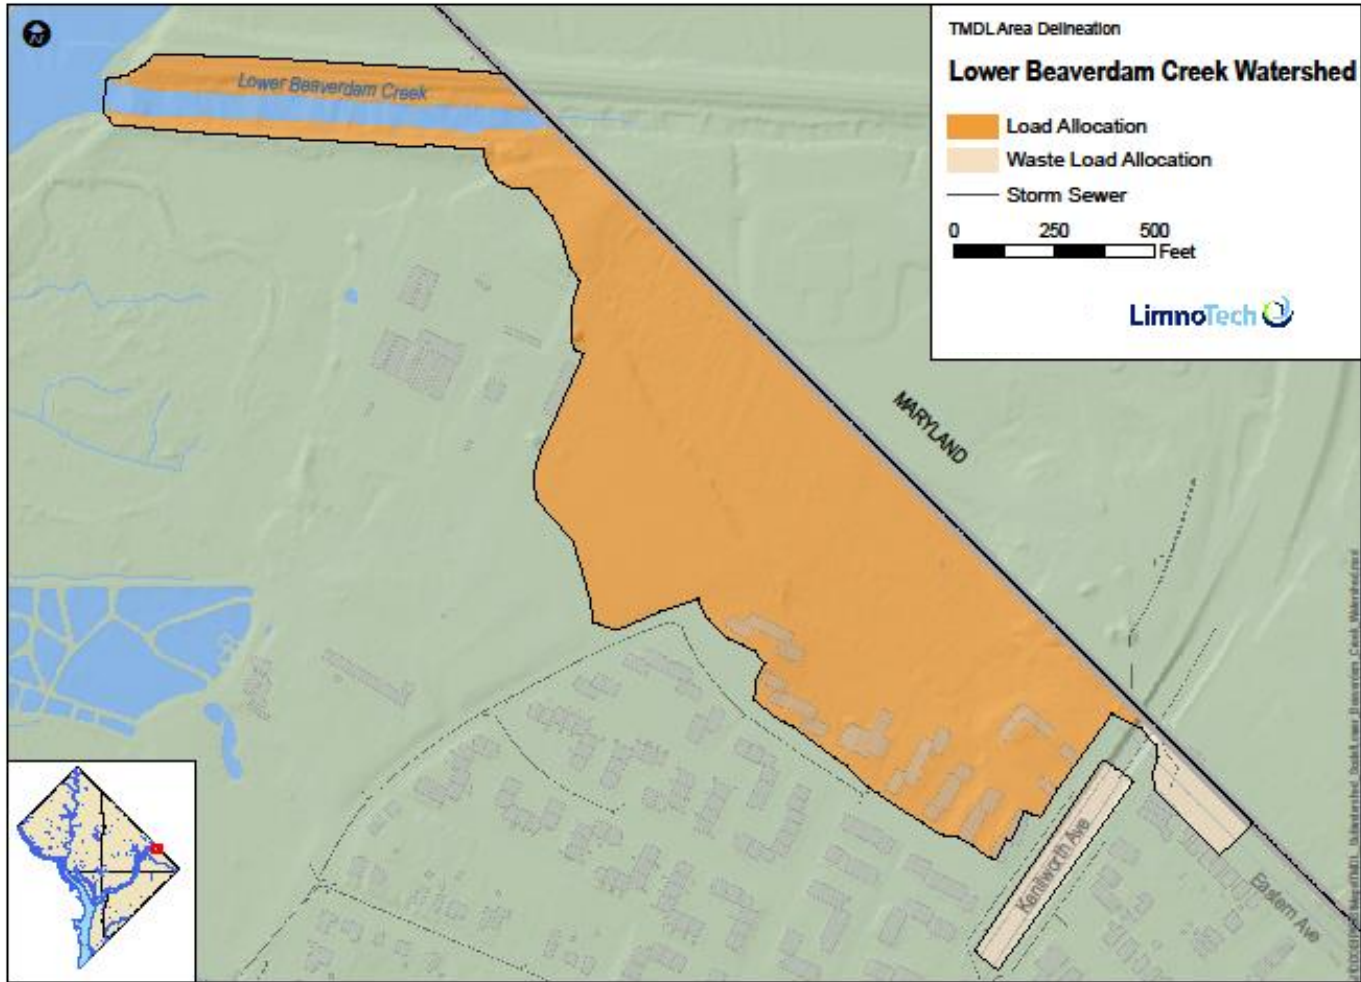 N
TMDL Area Delineation
Lower Beaverdam Creek Watershed
Load Allocation
Waste Load Allocation
Storm Sewer
0 250 500
Feet
LimnoTech
Lower Beaverdam Creek
MARYLAND
Kenilworth Ave
Eastern Ave